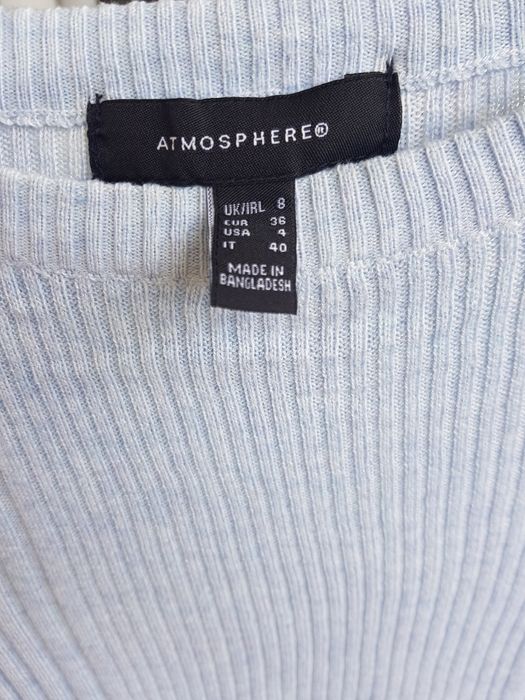 ATMOSPHERE®
UK/IRL 8
EUR 36
USA 4
IT 40
MADE IN
BANGLADESH